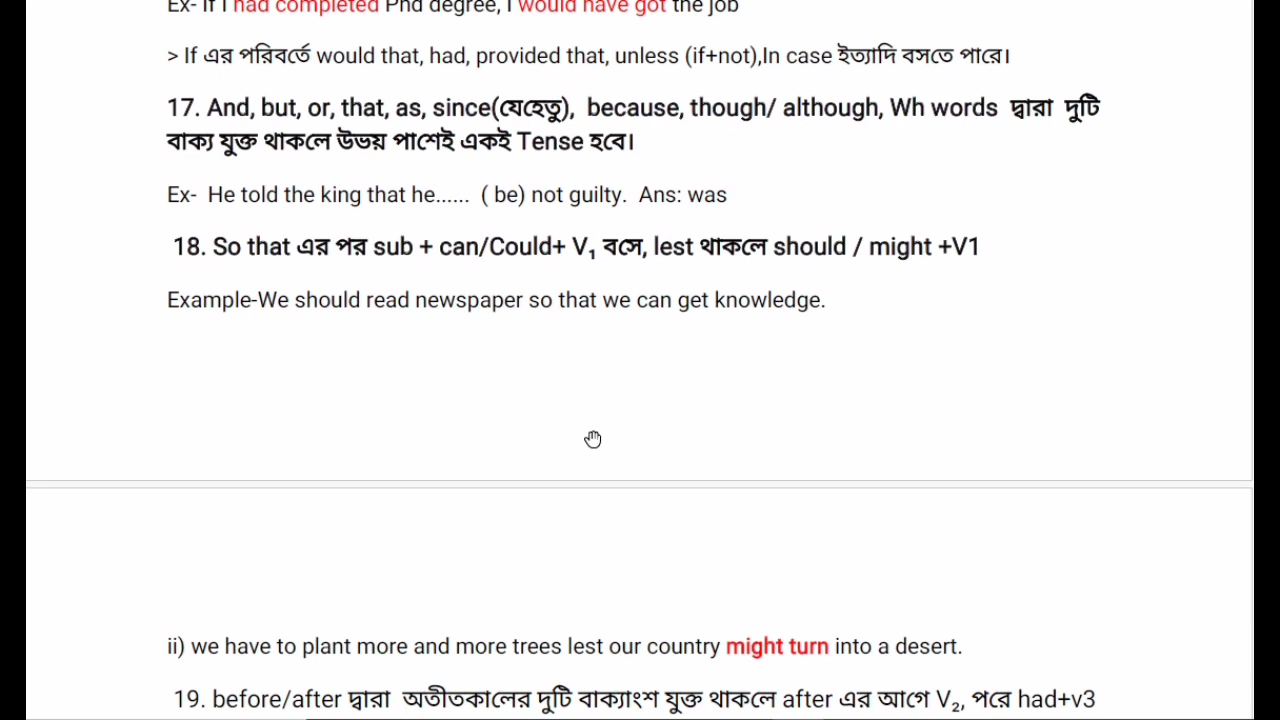 Ex- If I had completed Phd degree, I would have got the job
> If এর পরিবর্তে would that, had, provided that, unless (if+not),In case ইত্যাদি বসতে পারে।
17. And, but, or, that, as, since(যেহেতু), because, though/ although, Wh words দ্বারা দুটি
বাক্য যুক্ত থাকলে উভয় পাশেই একই Tense হবে।
Ex- He told the king that he...... ( be) not guilty. Ans: was
18. So that এর পর sub + can/Could+ V₁ বসে, lest থাকলে should / might +V1
Example-We should read newspaper so that we can get knowledge.
ii) we have to plant more and more trees lest our country might turn into a desert.
19. before/after দ্বারা অতীতকালের দুটি বাক্যাংশ যুক্ত থাকলে after এর আগে V₂, পরে had+v3